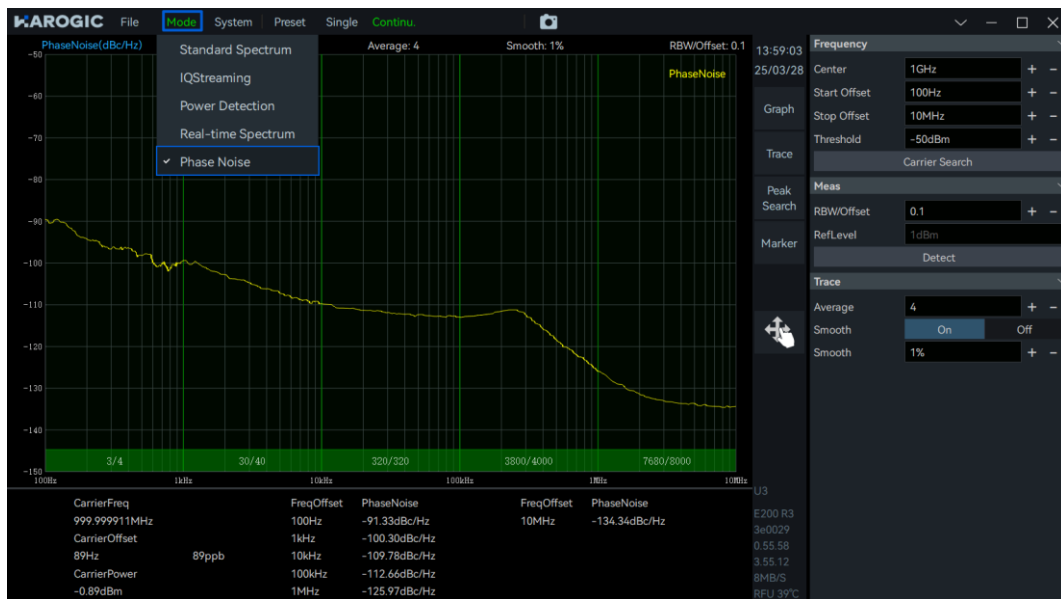 HAROGIC File Mode System Preset Single Continu.
PhaseNoise(dBc/Hz) Average: 4 Smooth: 1% RBW/Offset: 0.1
Standard Spectrum
IQStreaming
Power Detection
Real-time Spectrum
✓ Phase Noise
PhaseNoise
-50
-60
-70
-80
-90
-100
-110
-120
-130
-140
-150
3/4 30/40 320/320 3800/4000 7680/8000
100Hz 1kHz 10kHz 100kHz 1MHz 10MHz
CarrierFreq FreqOffset PhaseNoise FreqOffset PhaseNoise
999.999911MHz 100Hz -91.33dBc/Hz 10MHz -134.34dBc/Hz
CarrierOffset 1kHz -100.30dBc/Hz
89Hz 89ppb 10kHz -109.78dBc/Hz
CarrierPower 100kHz -112.66dBc/Hz
-0.89dBm 1MHz -125.97dBc/Hz
13:59:03
25/03/28
Graph
Trace
Peak
Search
Marker
U3
E200 R3
3e0029
0.55.58
3.55.12
8MB/S
RFU 39℃
Frequency
Center 1GHz + -
Start Offset 100Hz + -
Stop Offset 10MHz + -
Threshold -50dBm + -
Carrier Search
Meas
RBW/Offset 0.1 + -
RefLevel 1dBm
Detect
Trace
Average 4 + -
Smooth On Off
Smooth 1% + -